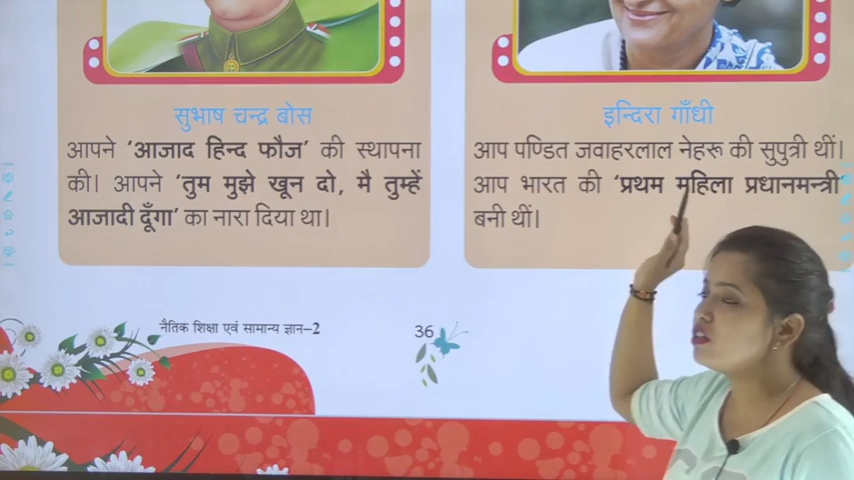 सुभाष चन्द्र बोस
आपने 'आजाद हिन्द फौज' की स्थापना
की। आपने 'तुम मुझे खून दो, मै तुम्हें
आजादी दूँगा' का नारा दिया था।
इन्दिरा गाँधी
आप पण्डित जवाहरलाल नेहरू की सुपुत्री थीं।
आप भारत की 'प्रथम महिला प्रधानमन्त्री
बनी थीं।
नैतिक शिक्षा एवं सामान्य ज्ञान–2
36